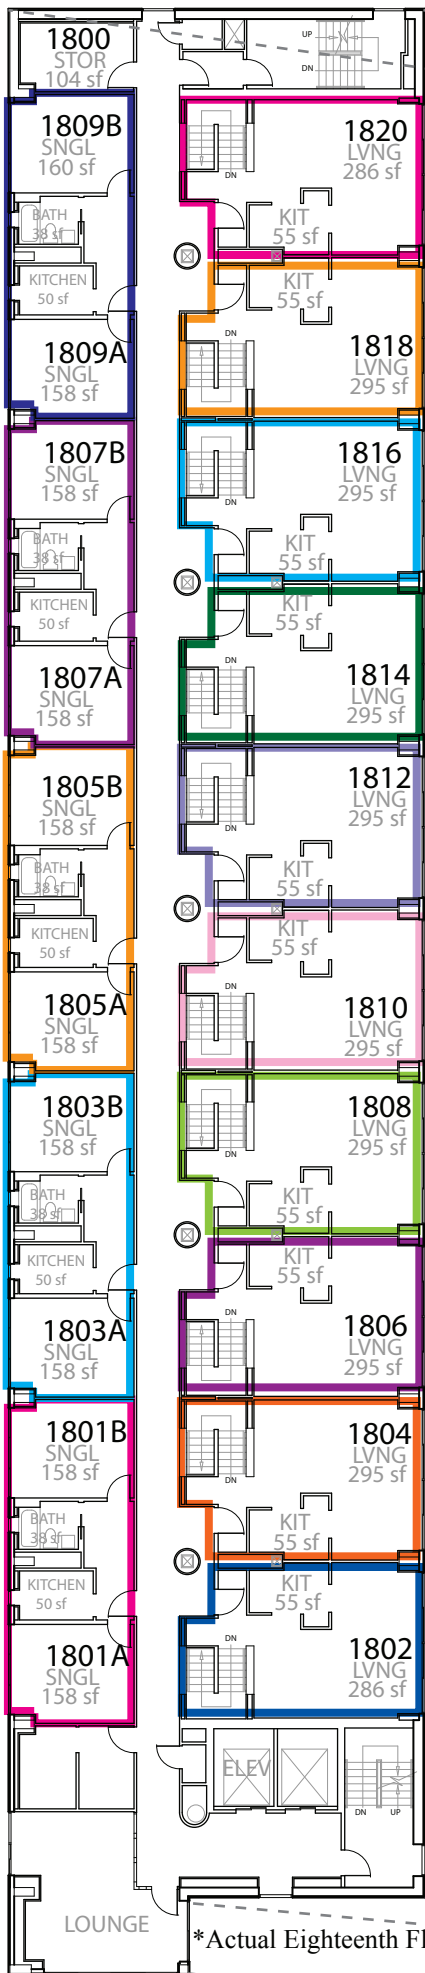 1800
STOR
104 sf
UP
DN
1809B
SNGL
160 sf
BATH
38 sf
KITCHEN
50 sf
1809A
SNGL
158 sf
1807B
SNGL
158 sf
BATH
38 sf
KITCHEN
50 sf
1807A
SNGL
158 sf
1805B
SNGL
158 sf
BATH
38 sf
KITCHEN
50 sf
1805A
SNGL
158 sf
1803B
SNGL
158 sf
BATH
38 sf
KITCHEN
50 sf
1803A
SNGL
158 sf
1801B
SNGL
158 sf
BATH
38 sf
KITCHEN
50 sf
1801A
SNGL
158 sf
1820
LVNG
286 sf
DN
KIT
55 sf
KIT
55 sf
1818
LVNG
295 sf
DN
1816
LVNG
295 sf
DN
KIT
55 sf
KIT
55 sf
1814
LVNG
295 sf
DN
1812
LVNG
295 sf
DN
KIT
55 sf
KIT
55 sf
1810
LVNG
295 sf
DN
1808
LVNG
295 sf
DN
KIT
55 sf
KIT
55 sf
1806
LVNG
295 sf
DN
1804
LVNG
295 sf
DN
KIT
55 sf
KIT
55 sf
1802
LVNG
286 sf
DN
ELEV
DN UP
LOUNGE
*Actual Eighteenth Fl